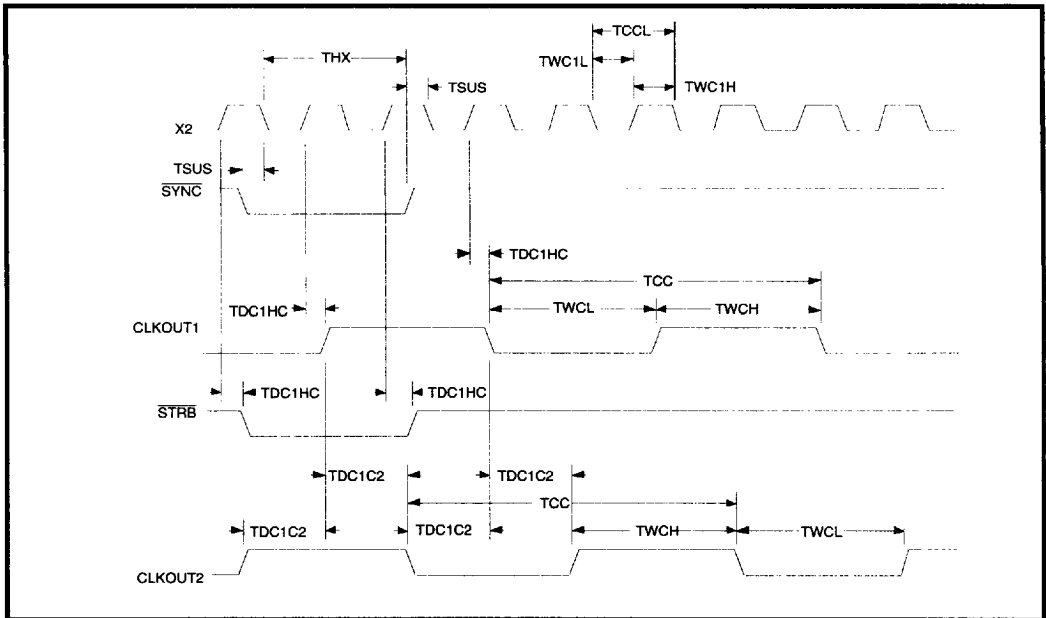 TCCL
THX
TWC1L
TSUS
TWC1H
X2
TSUS
SYNC
TDC1HC
TCC
TDC1HC
TWCL
TWCH
CLKOUT1
TDC1HC
TDC1HC
STRB
TDC1C2
TDC1C2
TCC
TDC1C2
TDC1C2
TWCH
TWCL
CLKOUT2